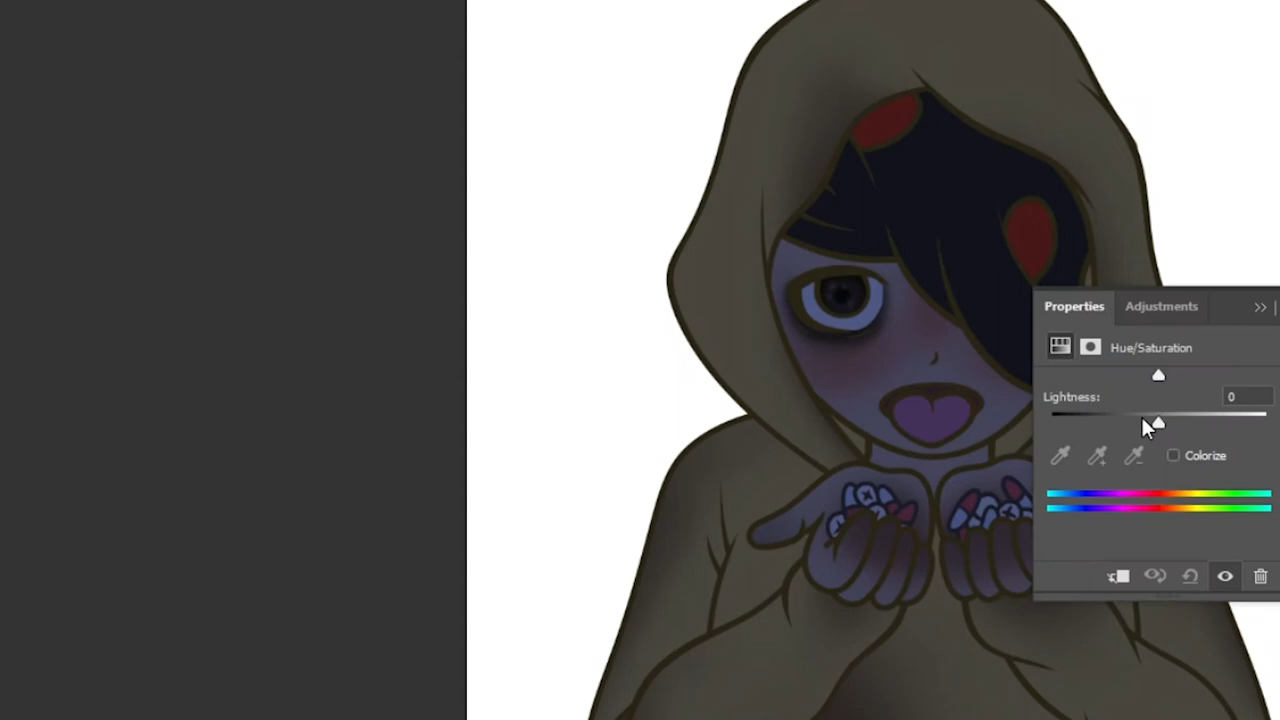 Properties
Adjustments
Hue/Saturation
Lightness:
0
Colorize